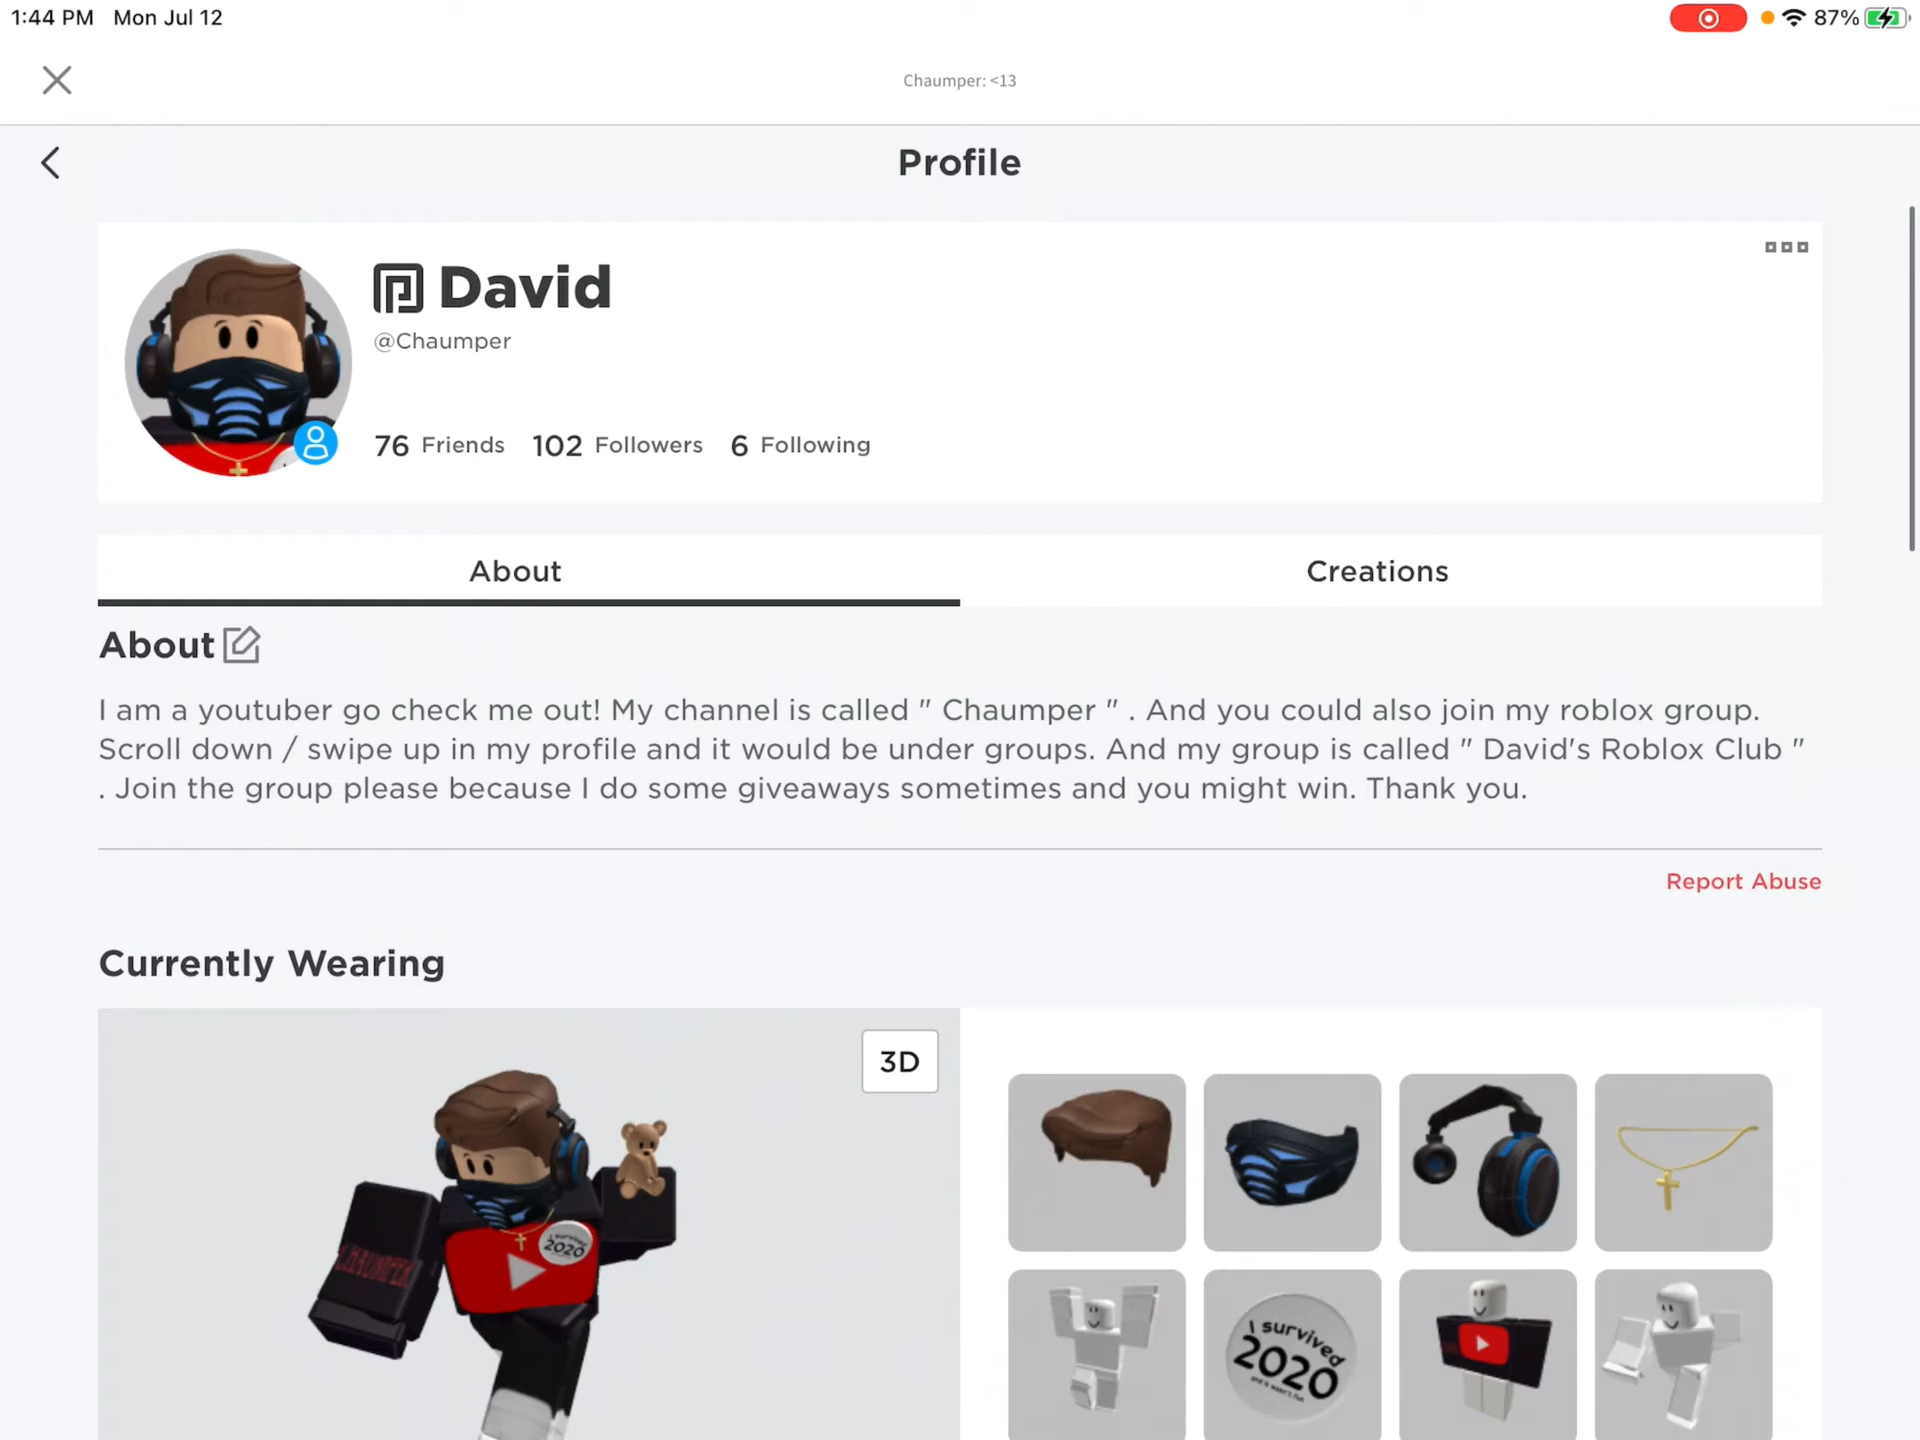 1:44 PM Mon Jul 12
87%
Chaumper: <13
Profile
David
@Chaumper
76 Friends 102 Followers 6 Following
About Creations
About
I am a youtuber go check me out! My channel is called " Chaumper " . And you could also join my roblox group.
Scroll down / swipe up in my profile and it would be under groups. And my group is called " David's Roblox Club "
. Join the group please because I do some giveaways sometimes and you might win. Thank you.
Report Abuse
Currently Wearing
3D
I survived
2020
CHAUMPER
I survived
2020